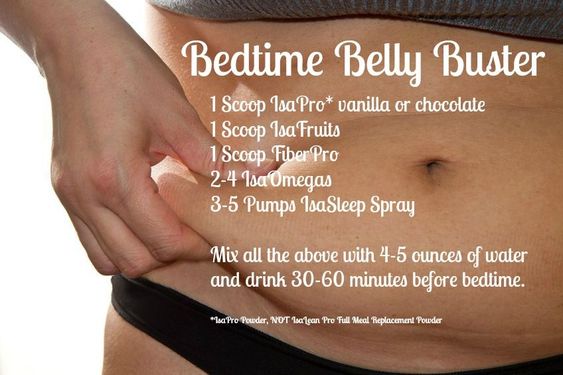 Bedtime Belly Buster
1 Scoop IsaPro* vanilla or chocolate
1 Scoop IsaFruits
1 Scoop FiberPro
2-4 IsaOmegas
3-5 Pumps IsaSleep Spray
Mix all the above with 4-5 ounces of water
and drink 30-60 minutes before bedtime.
*IsaPro Powder, NOT IsaLean Pro Full Meal Replacement Powder